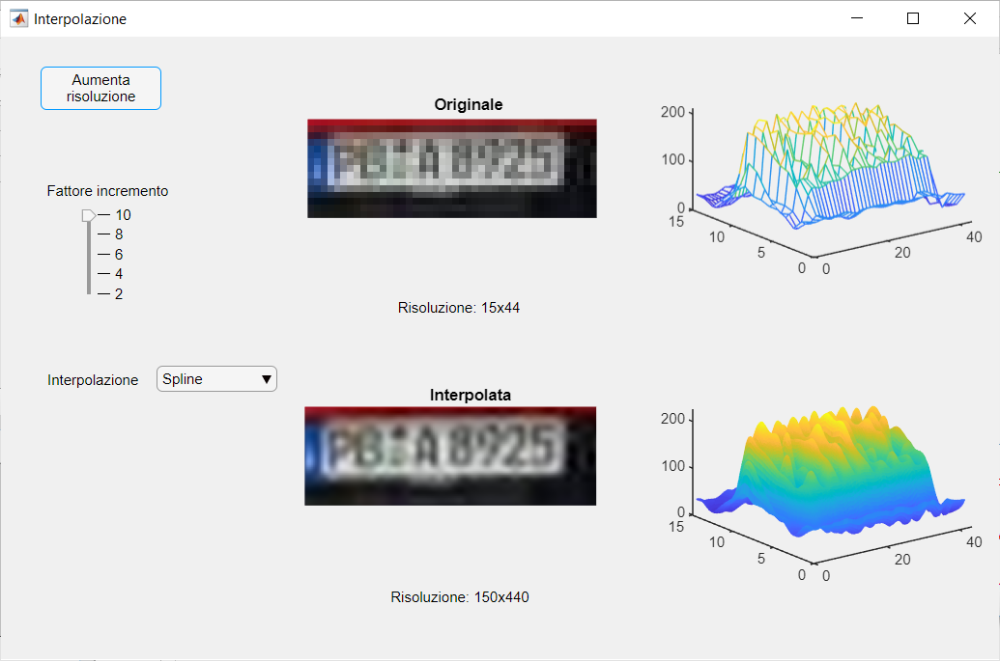 Interpolazione
Aumenta
risoluzione
Originale
PB:A 8925
200
100
0
15
10
5
0
0
20
40
Fattore incremento
10
8
6
4
2
Risoluzione: 15x44
Interpolazione
Spline
Interpolata
PB:A 8925
200
100
0
15
10
5
0
0
20
40
Risoluzione: 150x440